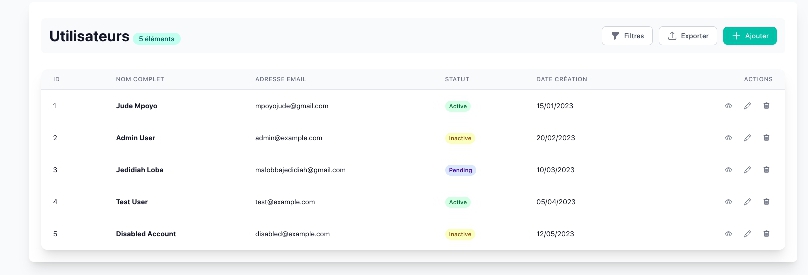 Utilisateurs 5 éléments Filtres Exporter Ajouter
ID NOM COMPLET ADRESSE EMAIL STATUT DATE CRÉATION ACTIONS
1 Jude Mpoyo mpoyojude@gmail.com Active 15/01/2023
2 Admin User admin@example.com Inactive 20/02/2023
3 Jedidiah Loba mslobbajedidiah@gmail.com Pending 10/03/2023
4 Test User test@example.com Active 05/04/2023
5 Disabled Account disabled@example.com Inactive 12/05/2023